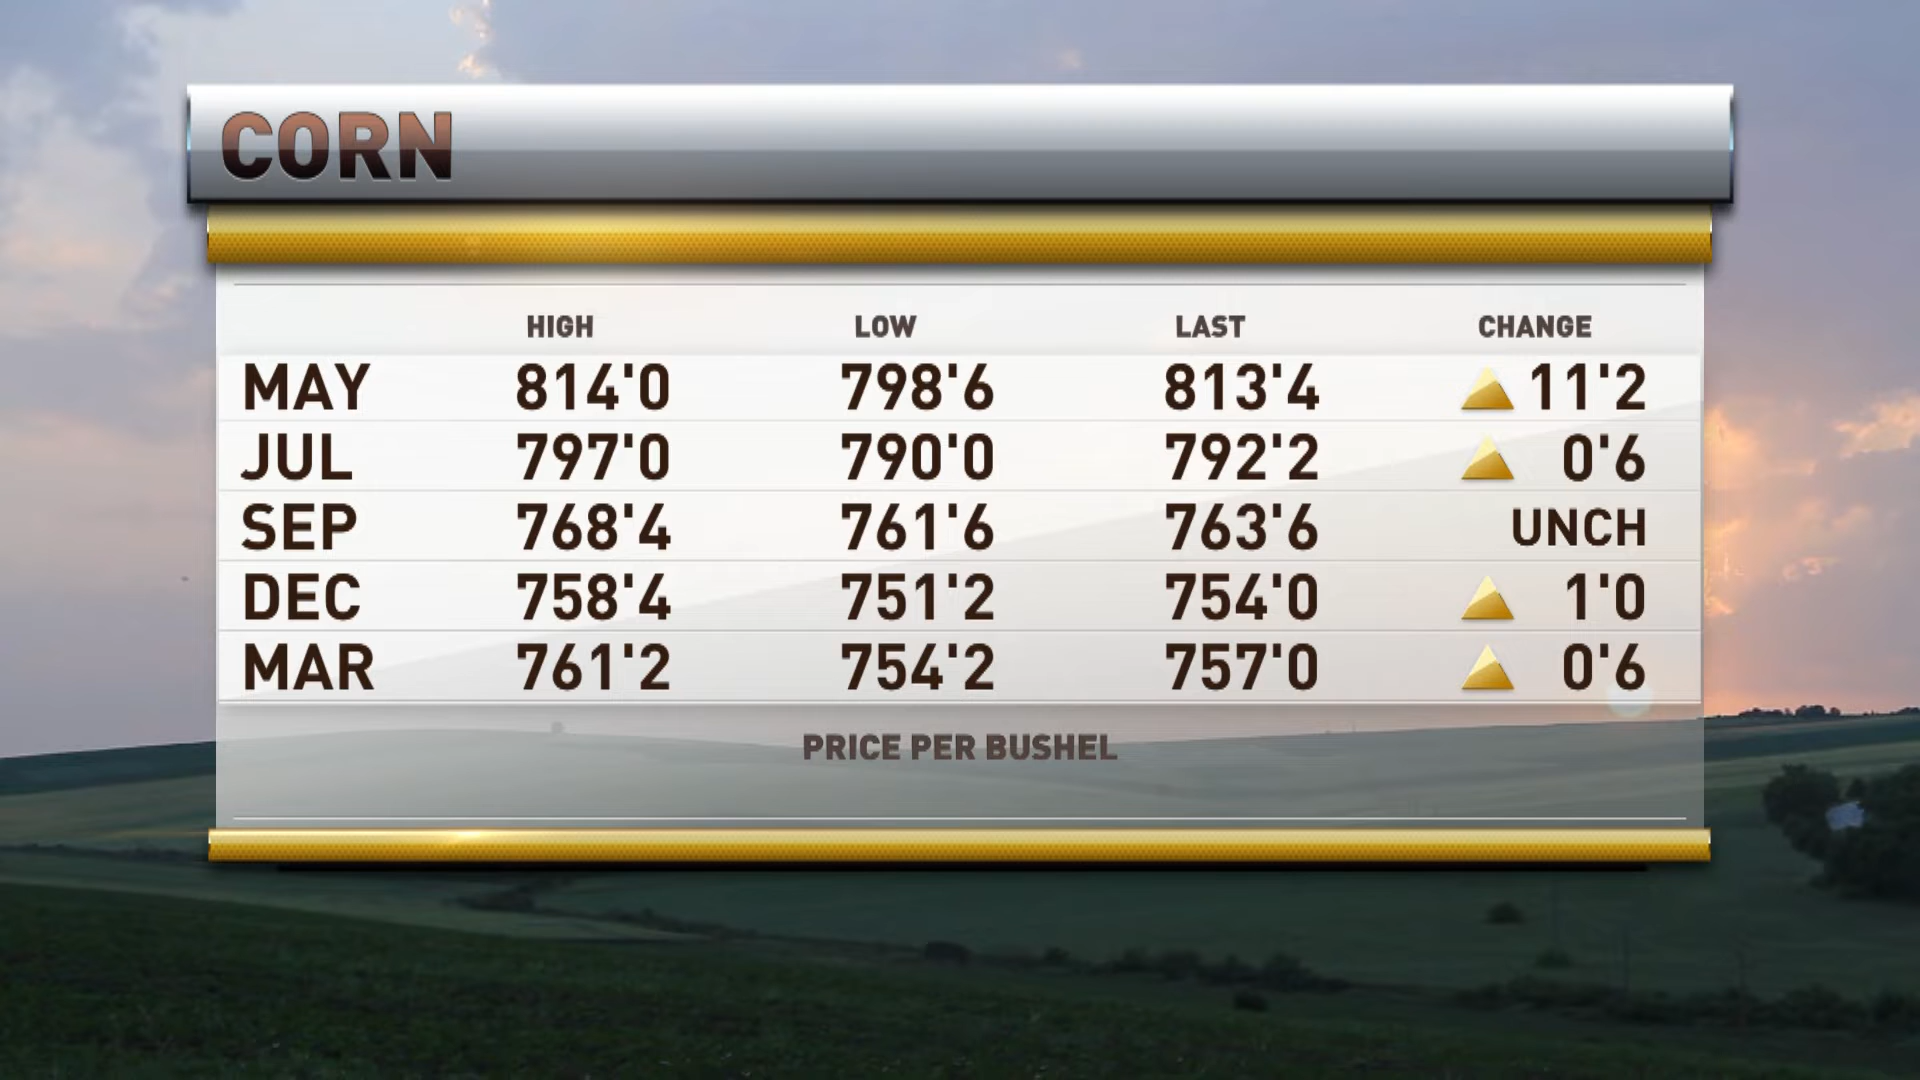 CORN
HIGH LOW LAST CHANGE
MAY 814'0 798'6 813'4 11'2
JUL 797'0 790'0 792'2 0'6
SEP 768'4 761'6 763'6 UNCH
DEC 758'4 751'2 754'0 1'0
MAR 761'2 754'2 757'0 0'6
PRICE PER BUSHEL